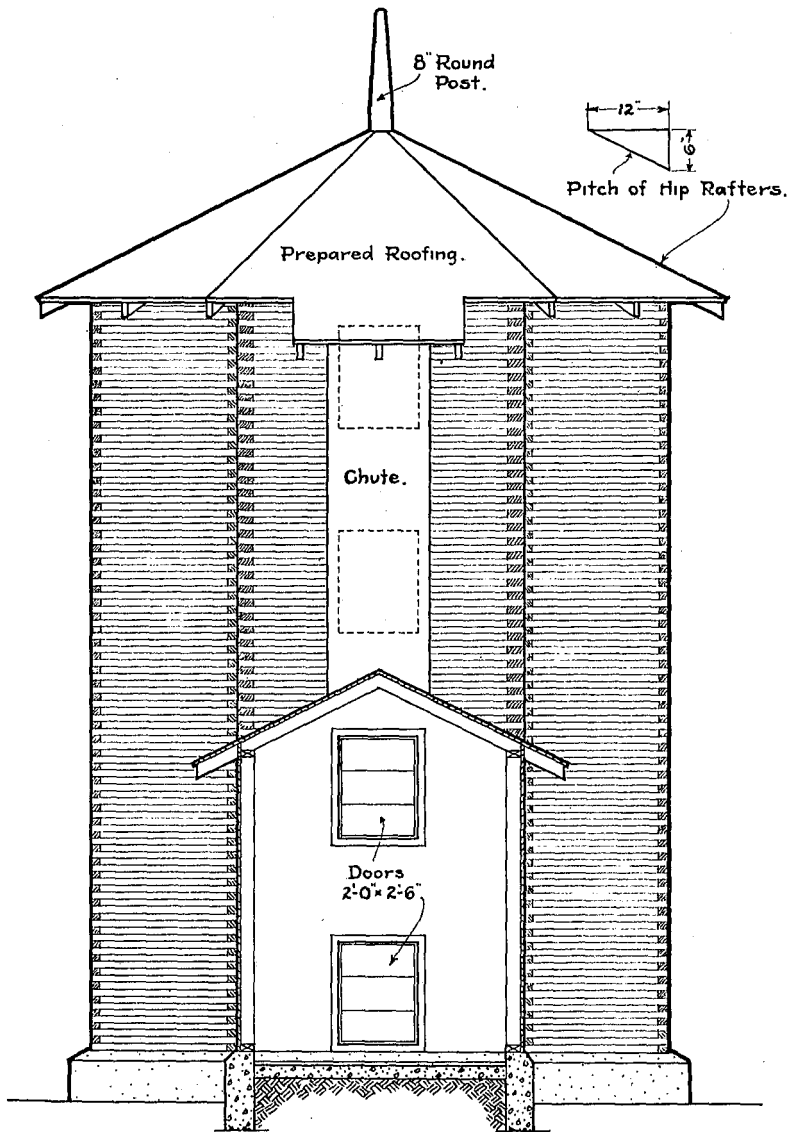 8" Round
Post.
12"
6"
Pitch of Hip Rafters.
Prepared Roofing.
Chute.
Doors
2'-0" × 2'-6"